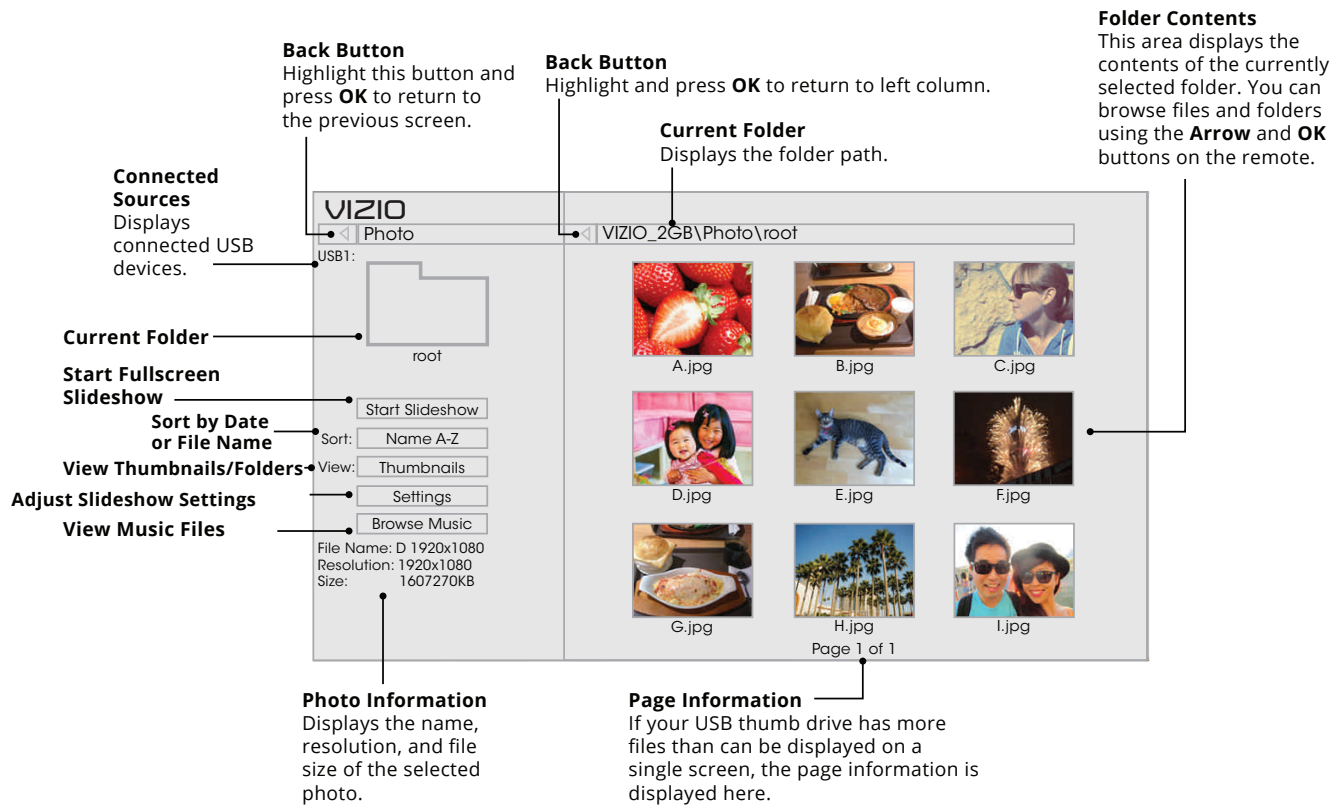 Folder Contents
This area displays the
contents of the currently
selected folder. You can
browse files and folders
using the Arrow and OK
buttons on the remote.
Back Button
Highlight this button and
press OK to return to
the previous screen.
Back Button
Highlight and press OK to return to left column.
Current Folder
Displays the folder path.
Connected
Sources
Displays
connected USB
devices.
VIZIO
Photo
VIZIO_2GB\Photo\root
USB1:
Current Folder
root
A.jpg
B.jpg
C.jpg
Start Fullscreen
Slideshow
Start Slideshow
Sort by Date
or File Name
Sort:
Name A-Z
View Thumbnails/Folders
View:
Thumbnails
D.jpg
E.jpg
F.jpg
Adjust Slideshow Settings
Settings
View Music Files
Browse Music
File Name: D 1920x1080
Resolution: 1920x1080
Size: 1607270KB
G.jpg
H.jpg
I.jpg
Page 1 of 1
Photo Information
Displays the name,
resolution, and file
size of the selected
photo.
Page Information
If your USB thumb drive has more
files than can be displayed on a
single screen, the page information is
displayed here.